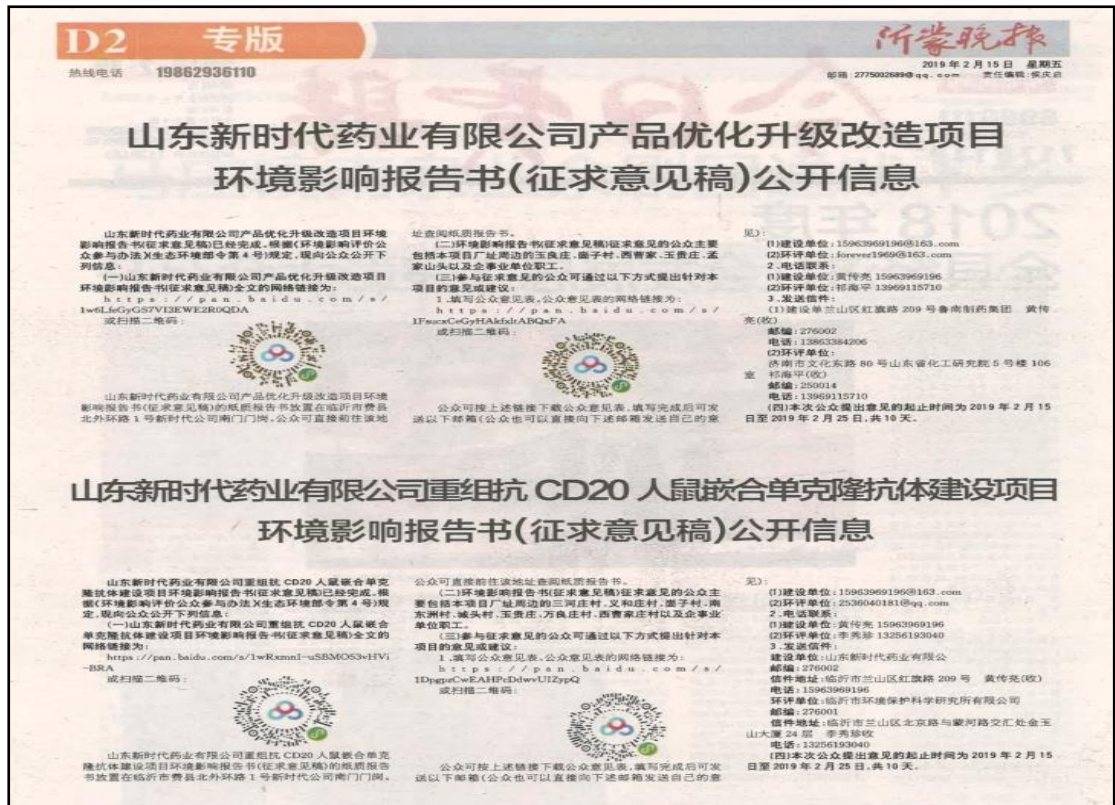 D2 专版
沂蒙晚报
热线电话 19862936110
2019年2月15日 星期五
邮箱:2775002689@qq.com 责任编辑:侯庆启
山东新时代药业有限公司产品优化升级改造项目
环境影响报告书(征求意见稿)公开信息
山东新时代药业有限公司产品优化升级改造项目环境
影响报告书(征求意见稿)已经完成,根据《环境影响评价公
众参与办法》(生态环境部令第4号)规定,现向公众公开下
列信息:
(一)山东新时代药业有限公司产品优化升级改造项目
环境影响报告书(征求意见稿)全文的网络链接为:
https://pan.baidu.com/s/
1w6LfeGyGS7VI3EWE2R0QDA
或扫描二维码:
山东新时代药业有限公司产品优化升级改造项目环境
影响报告书(征求意见稿)的纸质报告书放置在临沂市费县
北外环路1号新时代公司南门门岗,公众可直接前往该地
址查阅纸质报告书。
(二)环境影响报告书(征求意见稿)征求意见的公众主要
包括本项目厂址周边的玉良庄、崮子村、西曹家、玉贵庄、孟
家山头以及企事业单位职工。
(三)参与征求意见的公众可通过以下方式提出针对本
项目的意见或建议:
1.填写公众意见表,公众意见表的网络链接为:
https://pan.baidu.com/s/
1FsucxCeGyHAkfxlrABQxFA
或扫描二维码:
公众可按上述链接下载公众意见表,填写完成后可发
送以下邮箱(公众也可以直接向下述邮箱发送自己的意
见):
(1)建设单位:15963969196@163.com
(2)环评单位:forever1969@163.com
2.电话联系:
(1)建设单位:黄传亮 15963969196
(2)环评单位:祁海平 13969115710
3.发送信件:
(1)建设单兰山区红旗路209号鲁南制药集团 黄传
亮(收)
邮编:276002
电话:13863384206
(2)环评单位:
济南市文化东路80号山东省化工研究院5号楼106
室 祁海平(收)
邮编:250014
电话:13969115710
(四)本次公众提出意见的起止时间为2019年2月15
日至2019年2月25日,共10天。
山东新时代药业有限公司重组抗CD20人鼠嵌合单克隆抗体建设项目
环境影响报告书(征求意见稿)公开信息
山东新时代药业有限公司重组抗CD20人鼠嵌合单克
隆抗体建设项目环境影响报告书(征求意见稿)已经完成,根
据《环境影响评价公众参与办法》(生态环境部令第4号)规
定,现向公众公开下列信息:
(一)山东新时代药业有限公司重组抗CD20人鼠嵌合
单克隆抗体建设项目环境影响报告书(征求意见稿)全文的
网络链接为:
https://pan.baidu.com/s/1wRxmnI-uSBMO53vHVi
-BRA
或扫描二维码:
山东新时代药业有限公司重组抗CD20人鼠嵌合单克
隆抗体建设项目环境影响报告书(征求意见稿)的纸质报告
书放置在临沂市费县北外环路1号新时代公司南门门岗,
公众可直接前往该地址查阅纸质报告书。
(二)环境影响报告书(征求意见稿)征求意见的公众主
要包括本项目厂址周边的三河庄村、义和庄村、崮子村、南
东洲村、城头村、玉贵庄、万良庄村、西曹家庄村以及企事业
单位职工。
(三)参与征求意见的公众可通过以下方式提出针对本
项目的意见或建议:
1.填写公众意见表,公众意见表的网络链接为:
https://pan.baidu.com/s/
1DpgpzCwEAHPcDdwvUIZypQ
或扫描二维码:
公众可按上述链接下载公众意见表,填写完成后可发
送以下邮箱(公众也可以直接向下述邮箱发送自己的意
见):
(1)建设单位:15963969196@163.com
(2)环评单位:2536040181@qq.com
2.电话联系:
(1)建设单位:黄传亮 15963969196
(2)环评单位:李秀珍 13256193040
3.发送信件:
建设单位:山东新时代药业有限公
邮编:276002
信件地址:临沂市兰山区红旗路209号 黄传亮(收)
电话:15963969196
环评单位:临沂市环境保护科学研究所有限公司
邮编:276001
信件地址:临沂市兰山区北京路与蒙河路交汇处金玉
山大厦24层 李秀珍收
电话:13256193040
(四)本次公众提出意见的起止时间为2019年2月15
日至2019年2月25日,共10天。